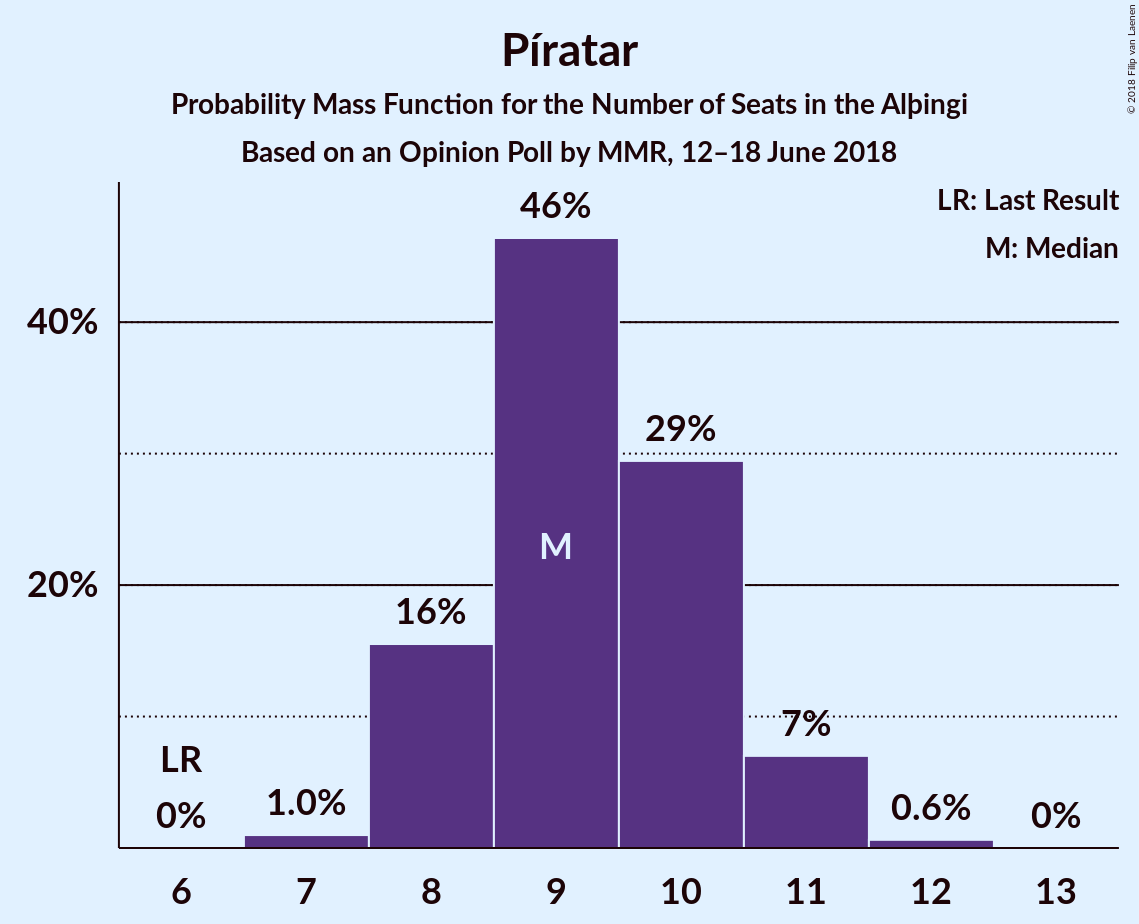 Píratar
Probability Mass Function for the Number of Seats in the Alþingi
Based on an Opinion Poll by MMR, 12–18 June 2018
© 2018 Filip van Laenen
LR: Last Result
M: Median
46%
40%
29%
M
20%
16%
7%
LR
0%
1.0%
0.6%
0%
6 7 8 9 10 11 12 13